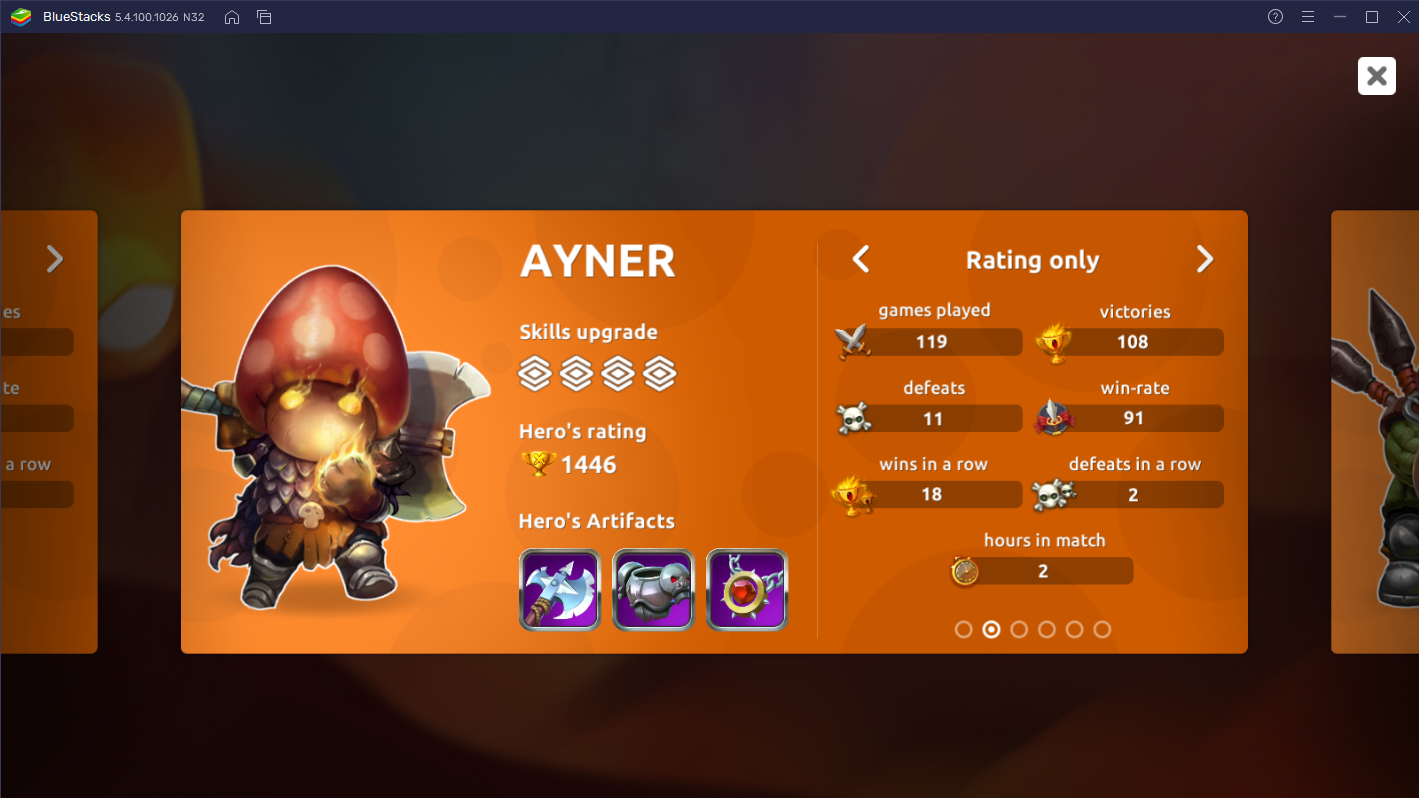 BlueStacks 5.4.100.1026 N32
es
te
a row
AYNER
Skills upgrade
Hero's rating
1446
Hero's Artifacts
Rating only
games played
119
victories
108
defeats
11
win-rate
91
wins in a row
18
defeats in a row
2
hours in match
2